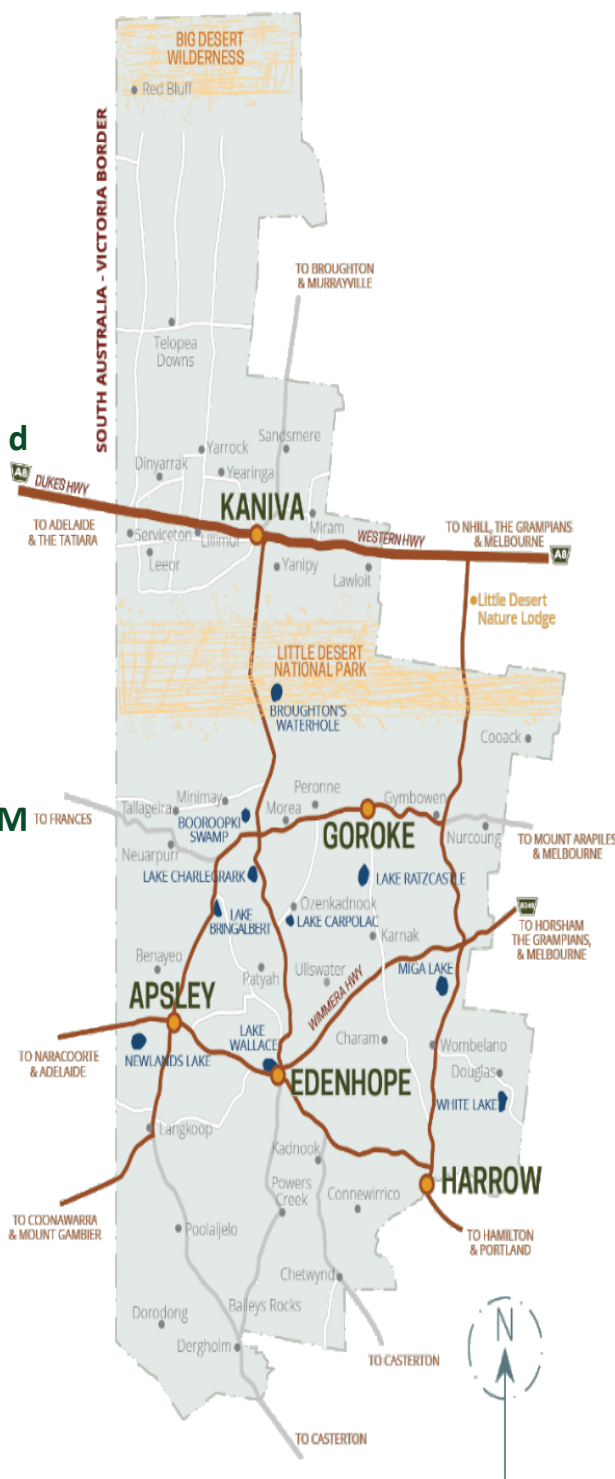 BIG DESERT
WILDERNESS
Red Bluff
SOUTH AUSTRALIA - VICTORIA BORDER
TO BROUGHTON
& MURRAYVILLE
Telopea
Downs
d
Sandsmere
Yarrock
Dinyarrak
Yearinga
A8
DUKES HWY
KANIVA
TO ADELAIDE
& THE TATIARA
Serviceton
Lillimur
Miram
WESTERN HWY
TO NHILL, THE GRAMPIANS
& MELBOURNE
A8
Leeor
Yanipy
Lawloit
Little Desert
Nature Lodge
LITTLE DESERT
NATIONAL PARK
BROUGHTON'S
WATERHOLE
Cooack
Peronne
Minimay
Gymbowen
Tallageira
Morea
M
TO FRANCES
BOOROOPKI
SWAMP
GOROKE
Nurcoung
TO MOUNT ARAPILES
& MELBOURNE
Neuarpurr
LAKE CHARLEGRARK
LAKE RATZCASTLE
LAKE
BRINGALBERT
Ozenkadnook
LAKE CARPOLAC
B240
TO HORSHAM
THE GRAMPIANS,
& MELBOURNE
Karnak
Benayeo
Patyah
Ullswater
WIMMERA HWY
MIGA LAKE
APSLEY
LAKE
WALLACE
Charam
Wombelano
TO NARACOORTE
& ADELAIDE
NEWLANDS LAKE
EDENHOPE
Douglas
WHITE LAKE
Langkoop
Kadnook
HARROW
Powers
Creek
Connewirrico
TO COONAWARRA
& MOUNT GAMBIER
Poolaijelo
TO HAMILTON
& PORTLAND
Chetwynd
Dorodong
Baileys Rocks
N
Dergholm
TO CASTERTON
TO CASTERTON